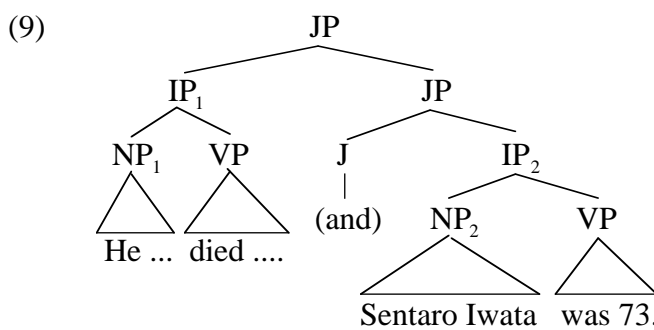 (9) JP
IP1 JP
NP1 VP J IP2
He ... died .... (and) NP2 VP
Sentaro Iwata was 73.